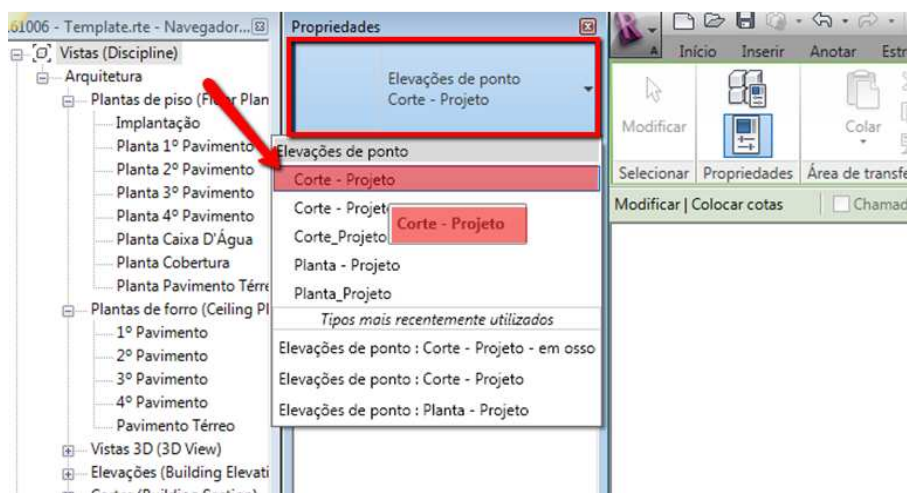 61006 - Template.rte - Navegador...
Vistas (Discipline)
Arquitetura
Plantas de piso (Floor Plan
Implantação
Planta 1º Pavimento
Planta 2º Pavimento
Planta 3º Pavimento
Planta 4º Pavimento
Planta Caixa D'Água
Planta Cobertura
Planta Pavimento Térre
Plantas de forro (Ceiling Pl
1º Pavimento
2º Pavimento
3º Pavimento
4º Pavimento
Pavimento Térreo
Vistas 3D (3D View)
Elevações (Building Elevati
Propriedades
Elevações de ponto
Corte - Projeto
Elevações de ponto
Corte - Projeto
Corte - Projeto
Corte - Projeto
Corte_Projeto
Planta - Projeto
Planta_Projeto
Tipos mais recentemente utilizados
Elevações de ponto : Corte - Projeto - em osso
Elevações de ponto : Corte - Projeto
Elevações de ponto : Planta - Projeto
A Início Inserir Anotar Estr
Modificar
Colar
Selecionar Propriedades Área de transfe
Modificar | Colocar cotas Chamad